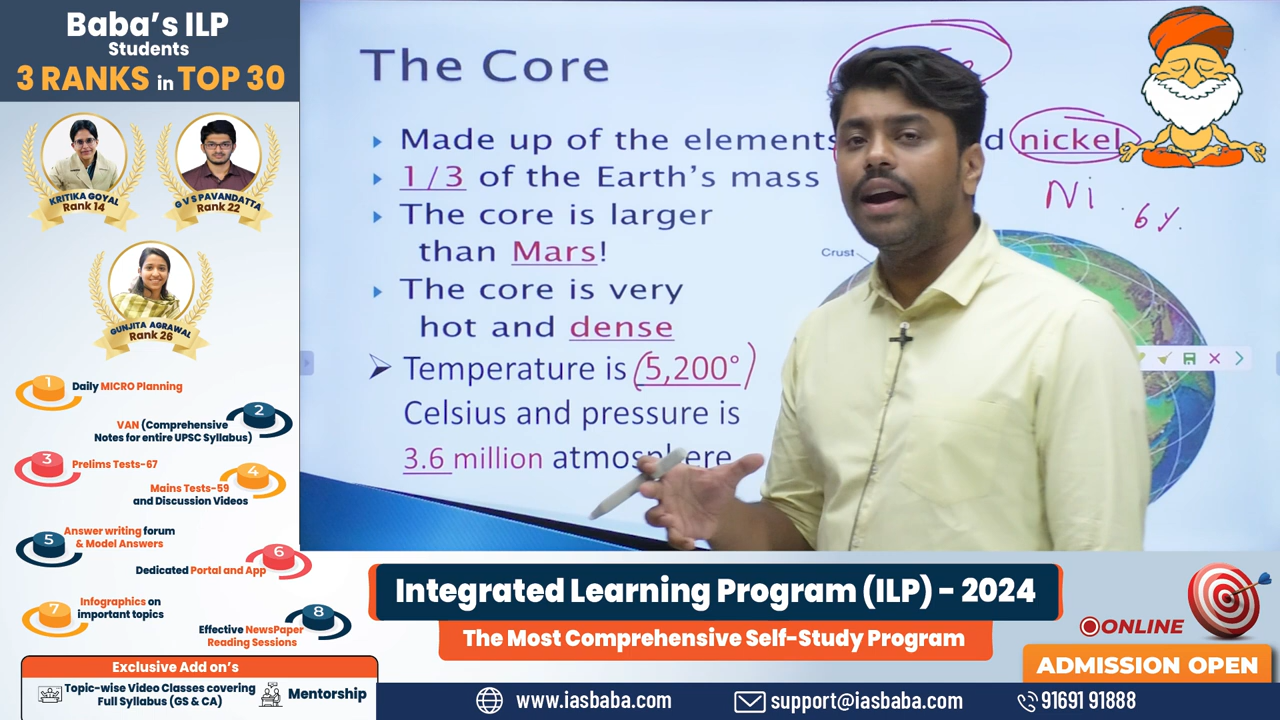 Baba's ILP
Students
3 RANKS in TOP 30
KRITIKA GOYAL
Rank 14
G V S PAVANDATTA
Rank 22
GUNJITA AGRAWAL
Rank 26
1 Daily MICRO Planning
2 VAN (Comprehensive
Notes for entire UPSC Syllabus)
3 Prelims Tests-67
4 Mains Tests-59
and Discussion Videos
5 Answer writing forum
& Model Answers
6 Dedicated Portal and App
7 Infographics on
important topics
8 Effective NewsPaper
Reading Sessions
Exclusive Add on's
Topic-wise Video Classes covering
Full Syllabus (GS & CA)
Mentorship
The Core
Made up of the elements
nickel
1/3 of the Earth's mass
Ni
The core is larger
than Mars!
Crust
The core is very
hot and dense
Temperature is (5,200°)
Celsius and pressure is
3.6 million atmosphere
Integrated Learning Program (ILP) - 2024
The Most Comprehensive Self-Study Program
ONLINE
ADMISSION OPEN
www.iasbaba.com
support@iasbaba.com
91691 91888